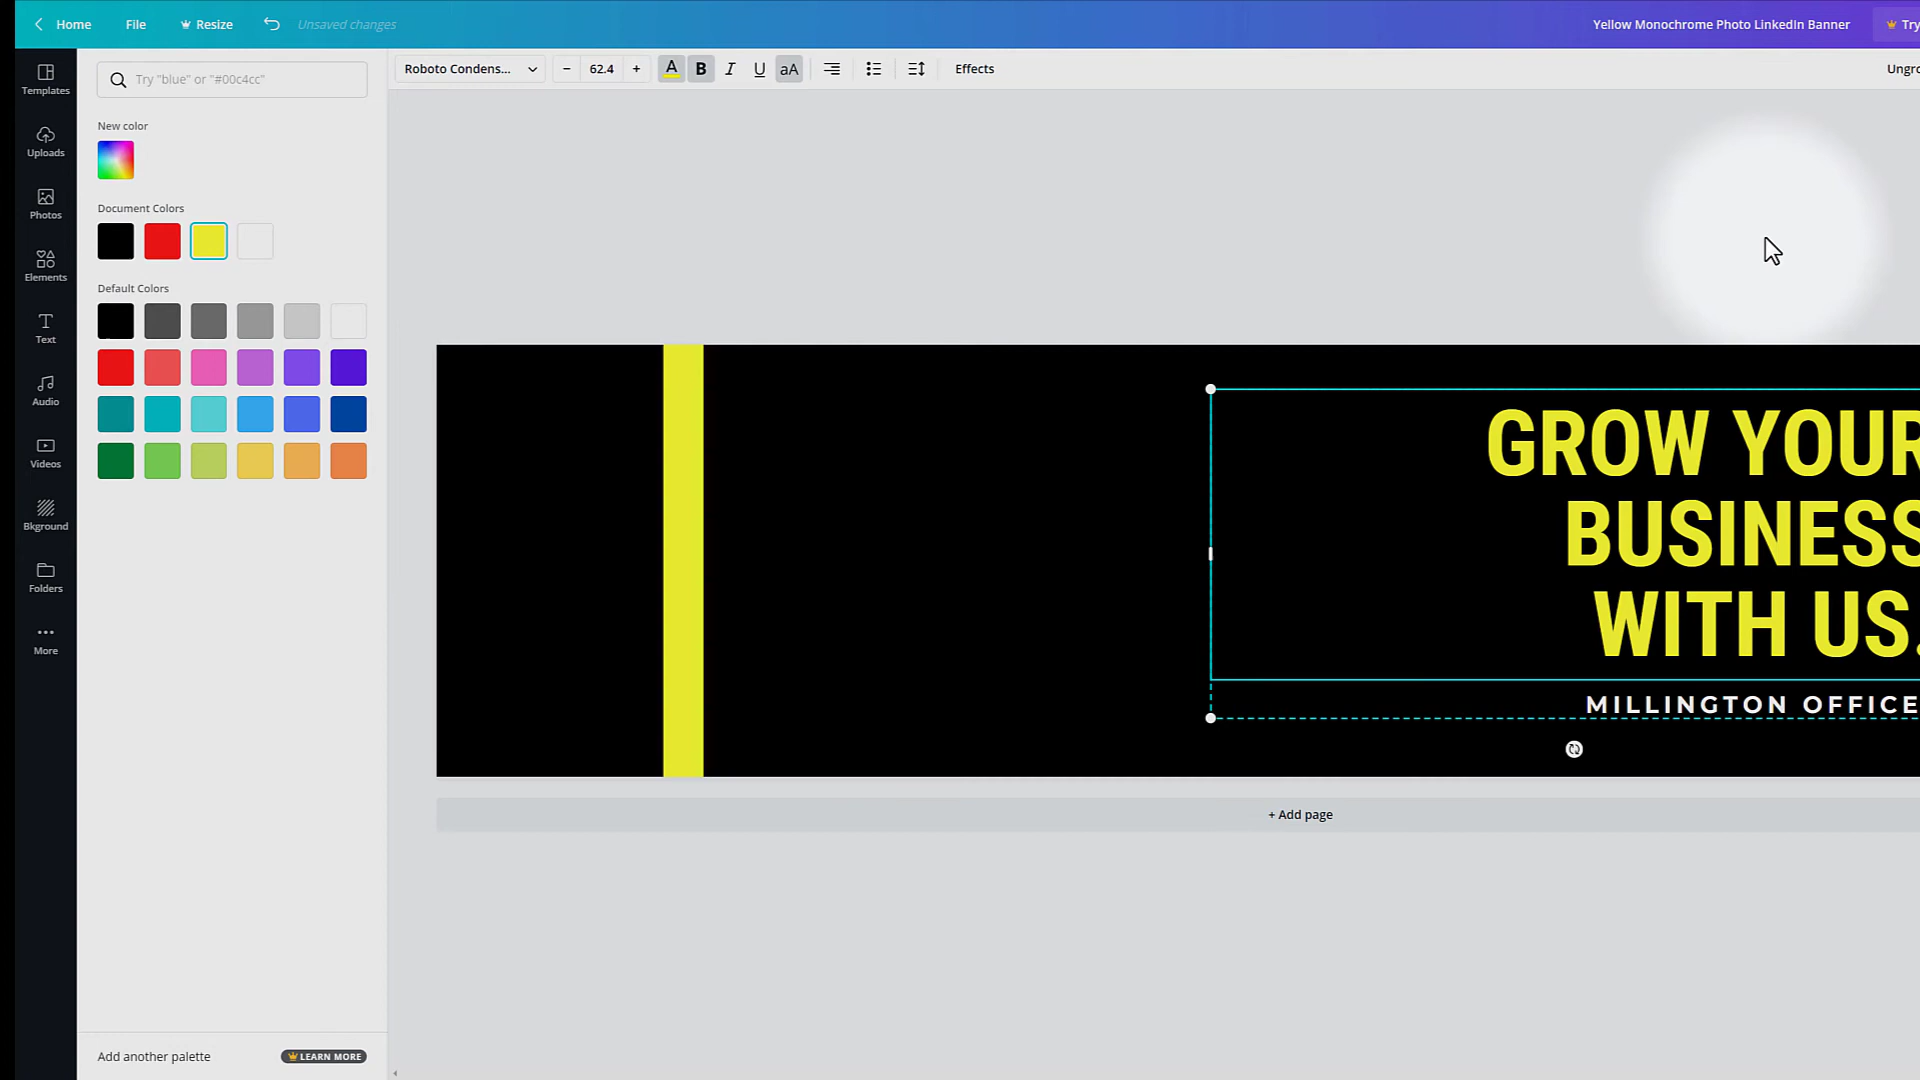 Home
File
Resize
Unsaved changes
Yellow Monochrome Photo LinkedIn Banner
Try
Templates
Uploads
Photos
Elements
Text
Audio
Videos
Bkground
Folders
More
Try "blue" or "#00c4cc"
New color
Document Colors
Default Colors
Add another palette
LEARN MORE
Roboto Condens...
− 62.4 +
A
B
I
U
aA
Effects
Ungro
GROW YOUR
BUSINESS
WITH US.
MILLINGTON OFFICE
+ Add page